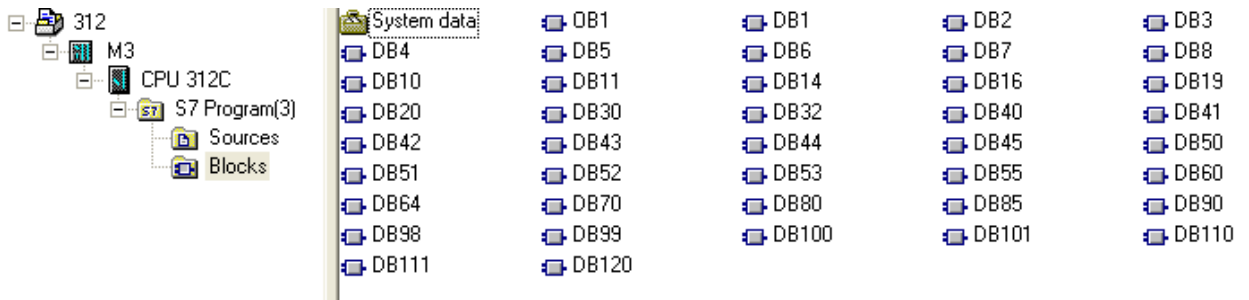 312
M3
CPU 312C
S7 Program(3)
Sources
Blocks
System data OB1 DB1 DB2 DB3
DB4 DB5 DB6 DB7 DB8
DB10 DB11 DB14 DB16 DB19
DB20 DB30 DB32 DB40 DB41
DB42 DB43 DB44 DB45 DB50
DB51 DB52 DB53 DB55 DB60
DB64 DB70 DB80 DB85 DB90
DB98 DB99 DB100 DB101 DB110
DB111 DB120